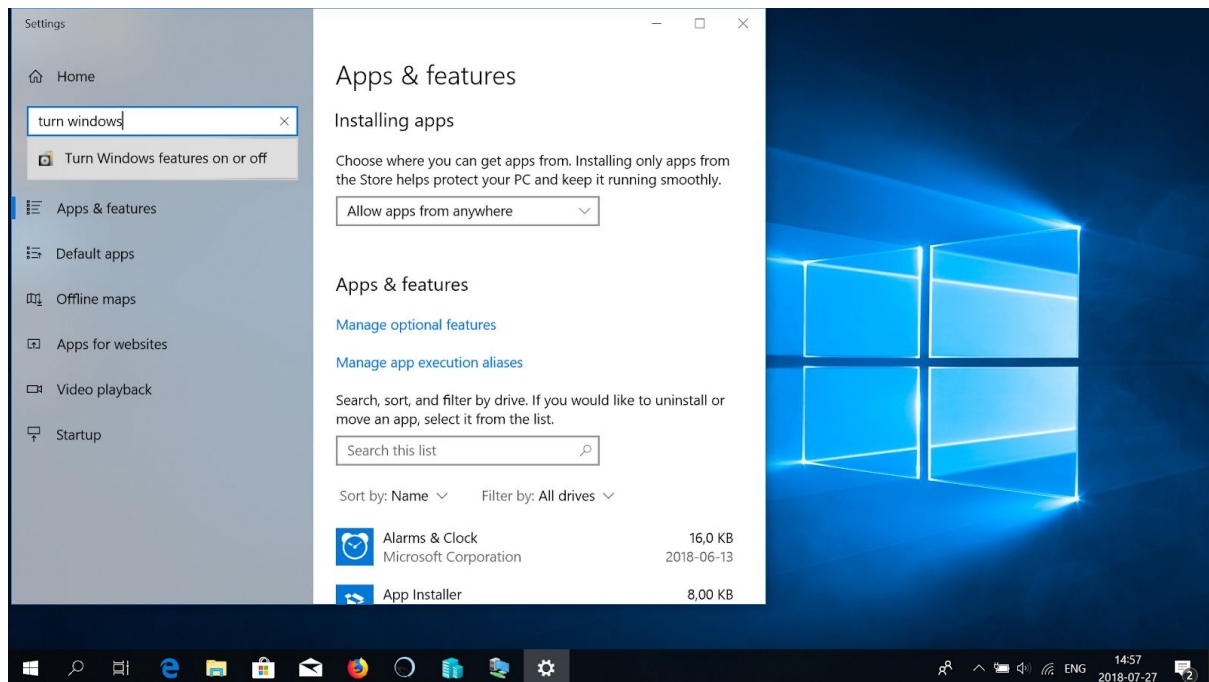 Settings
Home
turn windows
Turn Windows features on or off
Apps & features
Default apps
Offline maps
Apps for websites
Video playback
Startup
Apps & features
Installing apps
Choose where you can get apps from. Installing only apps from
the Store helps protect your PC and keep it running smoothly.
Allow apps from anywhere
Apps & features
Manage optional features
Manage app execution aliases
Search, sort, and filter by drive. If you would like to uninstall or
move an app, select it from the list.
Search this list
Sort by: Name Filter by: All drives
Alarms & Clock 16,0 KB
Microsoft Corporation 2018-06-13
App Installer 8,00 KB
ENG 14:57
2018-07-27 2